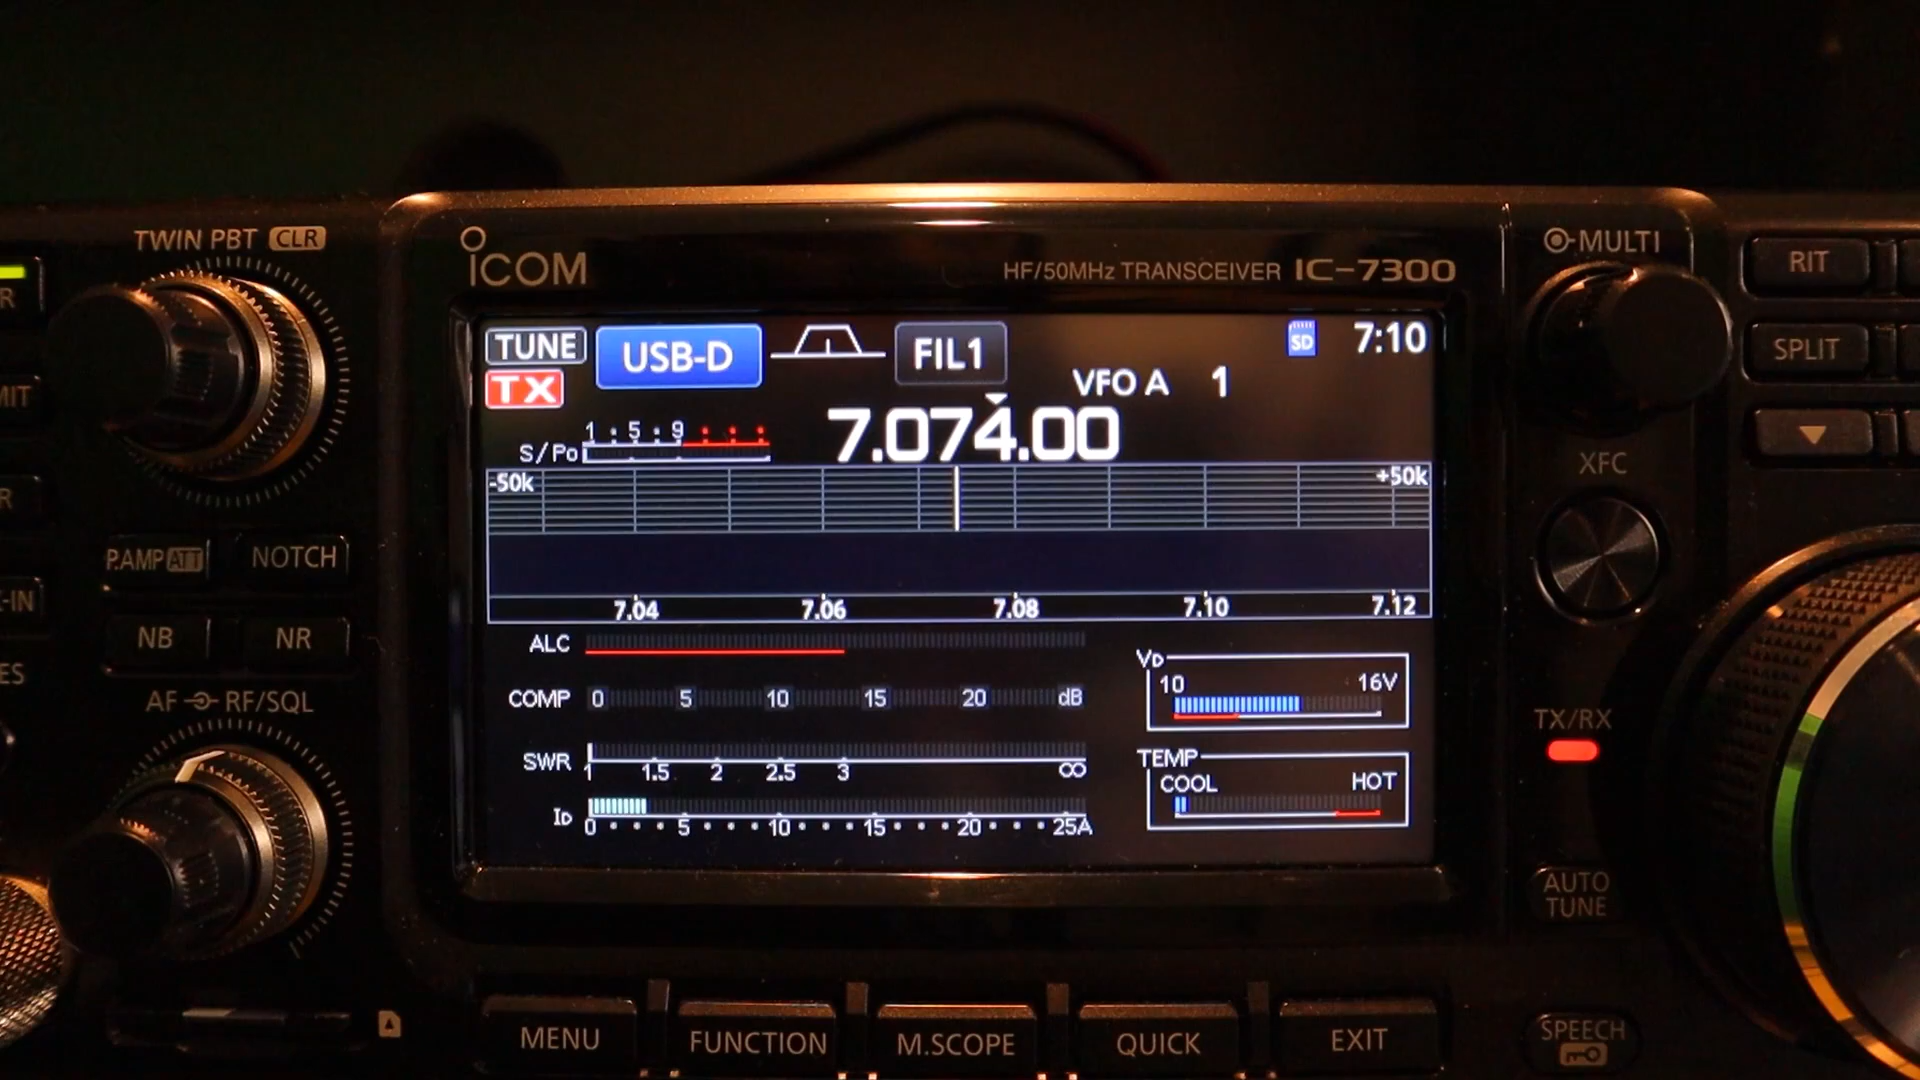 TWIN PBT CLR
ICOM
HF/50MHz TRANSCEIVER IC-7300
MULTI
RIT
SPLIT
R
MIT
R
-IN
ES
P.AMP ATT
NOTCH
NB
NR
AF RF/SQL
TUNE
USB-D
FIL1
SD
7:10
TX
VFO A 1
1 5 9
S/Po
7.074.00
-50k
+50k
7.04 7.06 7.08 7.10 7.12
ALC
COMP 0 5 10 15 20 dB
SWR 1 1.5 2 2.5 3 ∞
ID 0 5 10 15 20 25A
VD
10 16V
TEMP
COOL HOT
XFC
TX/RX
AUTO
TUNE
SPEECH
MENU
FUNCTION
M.SCOPE
QUICK
EXIT